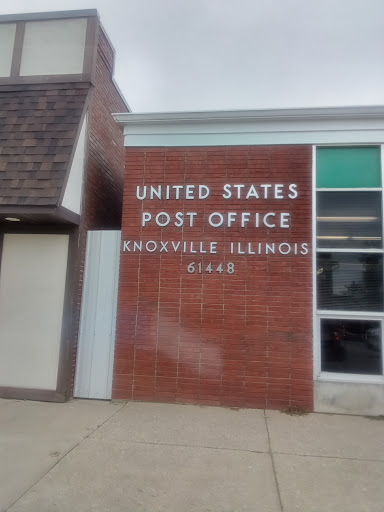 UNITED STATES
POST OFFICE
KNOXVILLE ILLINOIS
61448